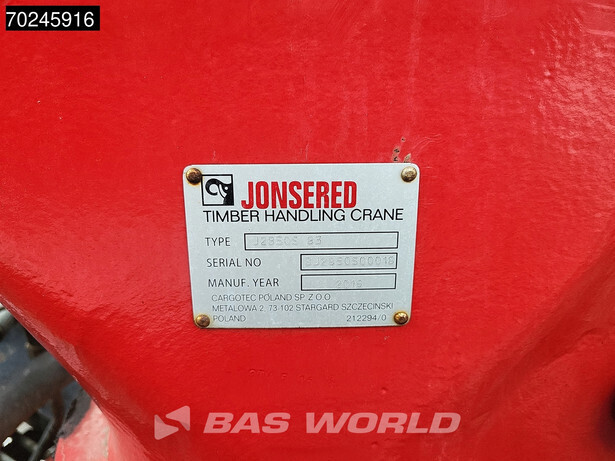 70245916
JONSERED
TIMBER HANDLING CRANE
TYPE
SERIAL NO
MANUF. YEAR
CARGOTEC POLAND SP. Z.O.O
METALOWA 2, 73-102 STARGARD SZCZECINSKI
POLAND 212294/0
BAS WORLD